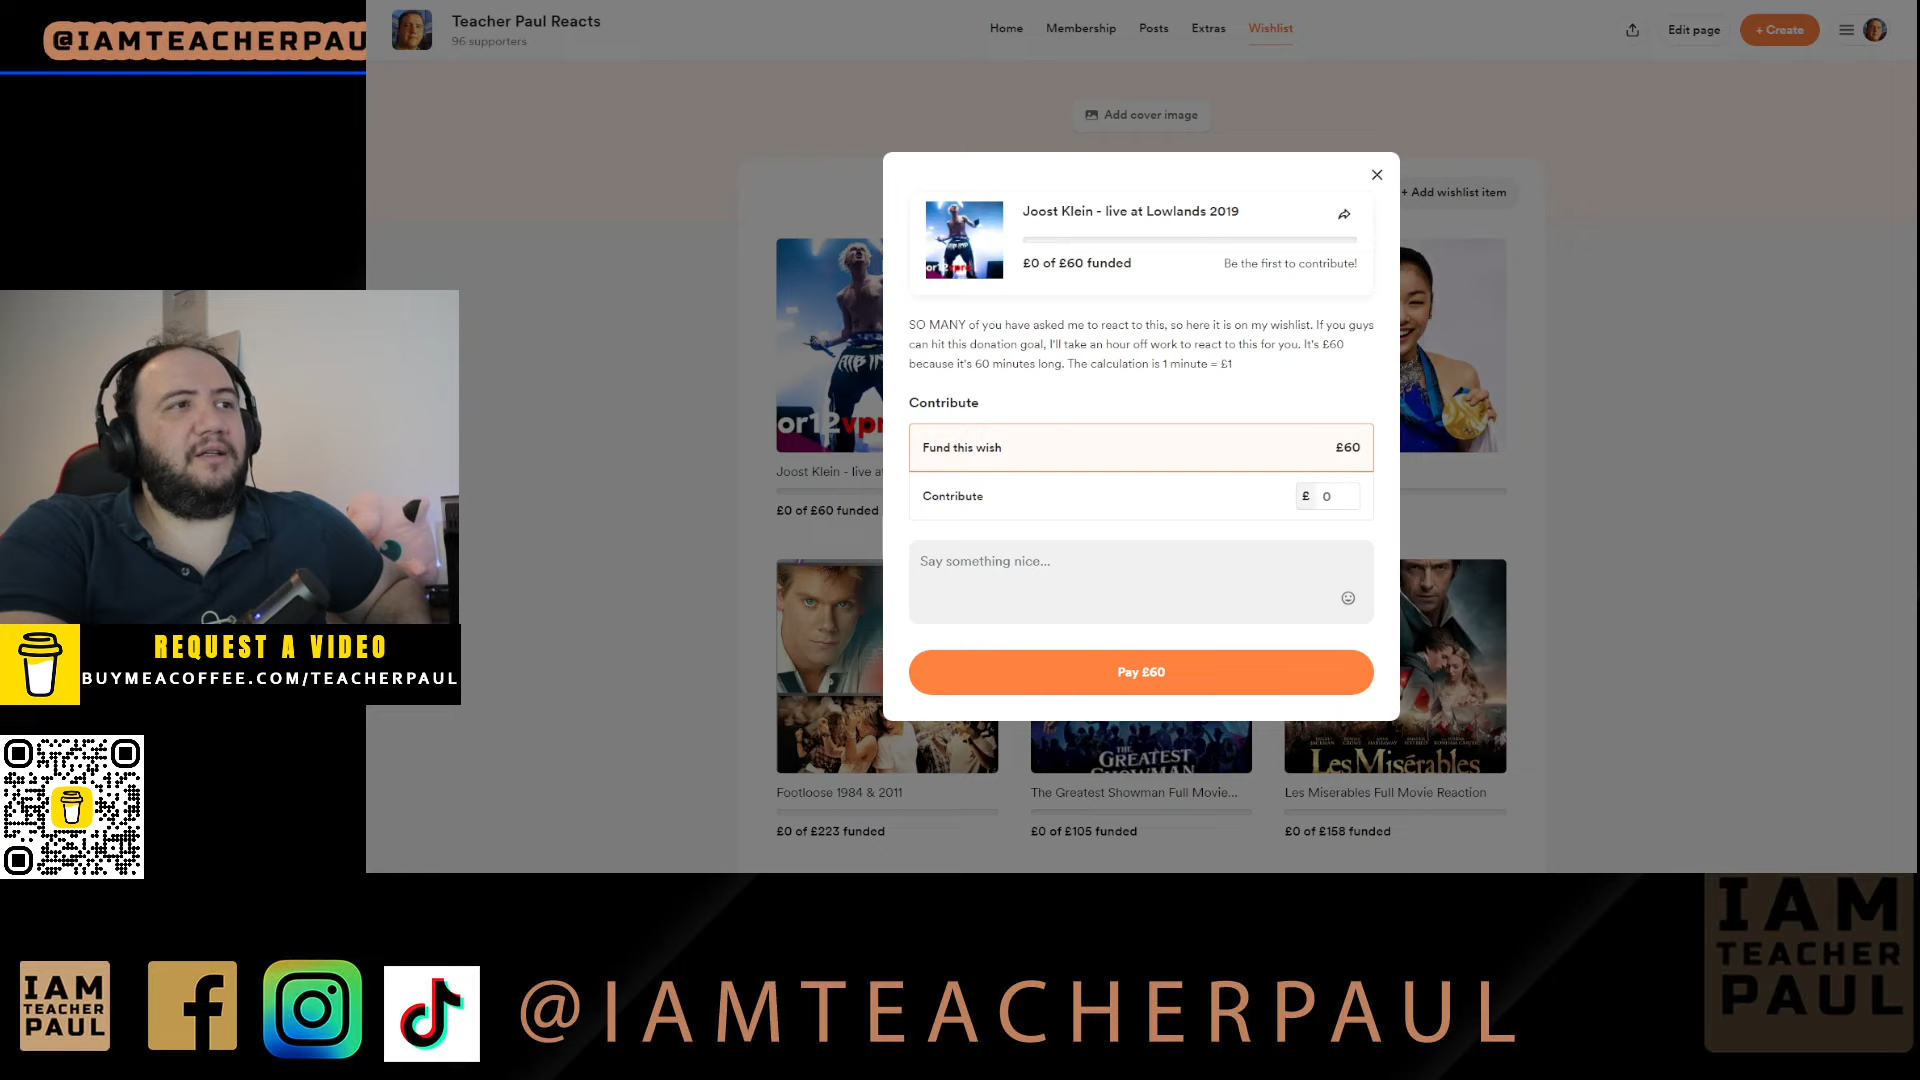 @IAMTEACHERPAU
Teacher Paul Reacts
96 supporters
Home
Membership
Posts
Extras
Wishlist
Edit page
+ Create
Add cover image
+ Add wishlist item
Joost Klein - live at Lowlands 2019
£0 of £60 funded
Be the first to contribute!
SO MANY of you have asked me to react to this, so here it is on my wishlist. If you guys
can hit this donation goal, I'll take an hour off work to react to this for you. It's £60
because it's 60 minutes long. The calculation is 1 minute = £1
Contribute
Fund this wish
£60
Contribute
£ 0
Say something nice...
Pay £60
Joost Klein - live at
£0 of £60 funded
REQUEST A VIDEO
BUYMEACOFFEE.COM/TEACHERPAUL
THE
GREATEST
SHOWMAN
Les Misérables
Footloose 1984 & 2011
£0 of £223 funded
The Greatest Showman Full Movie...
£0 of £105 funded
Les Miserables Full Movie Reaction
£0 of £158 funded
IAM
TEACHER
PAUL
@IAMTEACHERPAUL
IAM
TEACHER
PAUL